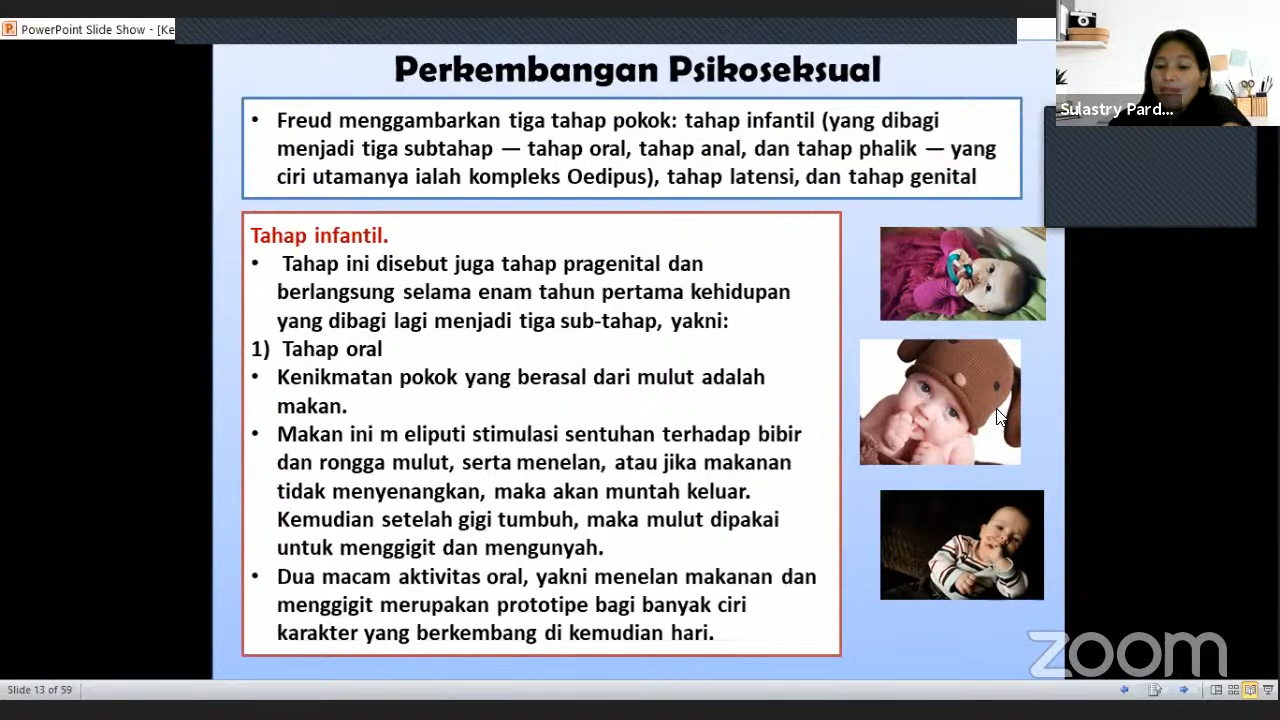 PowerPoint Slide Show - [Ke
Perkembangan Psikoseksual
Sulastry Pard...
• Freud menggambarkan tiga tahap pokok: tahap infantil (yang dibagi
menjadi tiga subtahap — tahap oral, tahap anal, dan tahap phalik — yang
ciri utamanya ialah kompleks Oedipus), tahap latensi, dan tahap genital
Tahap infantil.
• Tahap ini disebut juga tahap pragenital dan
berlangsung selama enam tahun pertama kehidupan
yang dibagi lagi menjadi tiga sub-tahap, yakni:
1) Tahap oral
• Kenikmatan pokok yang berasal dari mulut adalah
makan.
• Makan ini m eliputi stimulasi sentuhan terhadap bibir
dan rongga mulut, serta menelan, atau jika makanan
tidak menyenangkan, maka akan muntah keluar.
Kemudian setelah gigi tumbuh, maka mulut dipakai
untuk menggigit dan mengunyah.
• Dua macam aktivitas oral, yakni menelan makanan dan
menggigit merupakan prototipe bagi banyak ciri
karakter yang berkembang di kemudian hari.
zoom
Slide 13 of 59